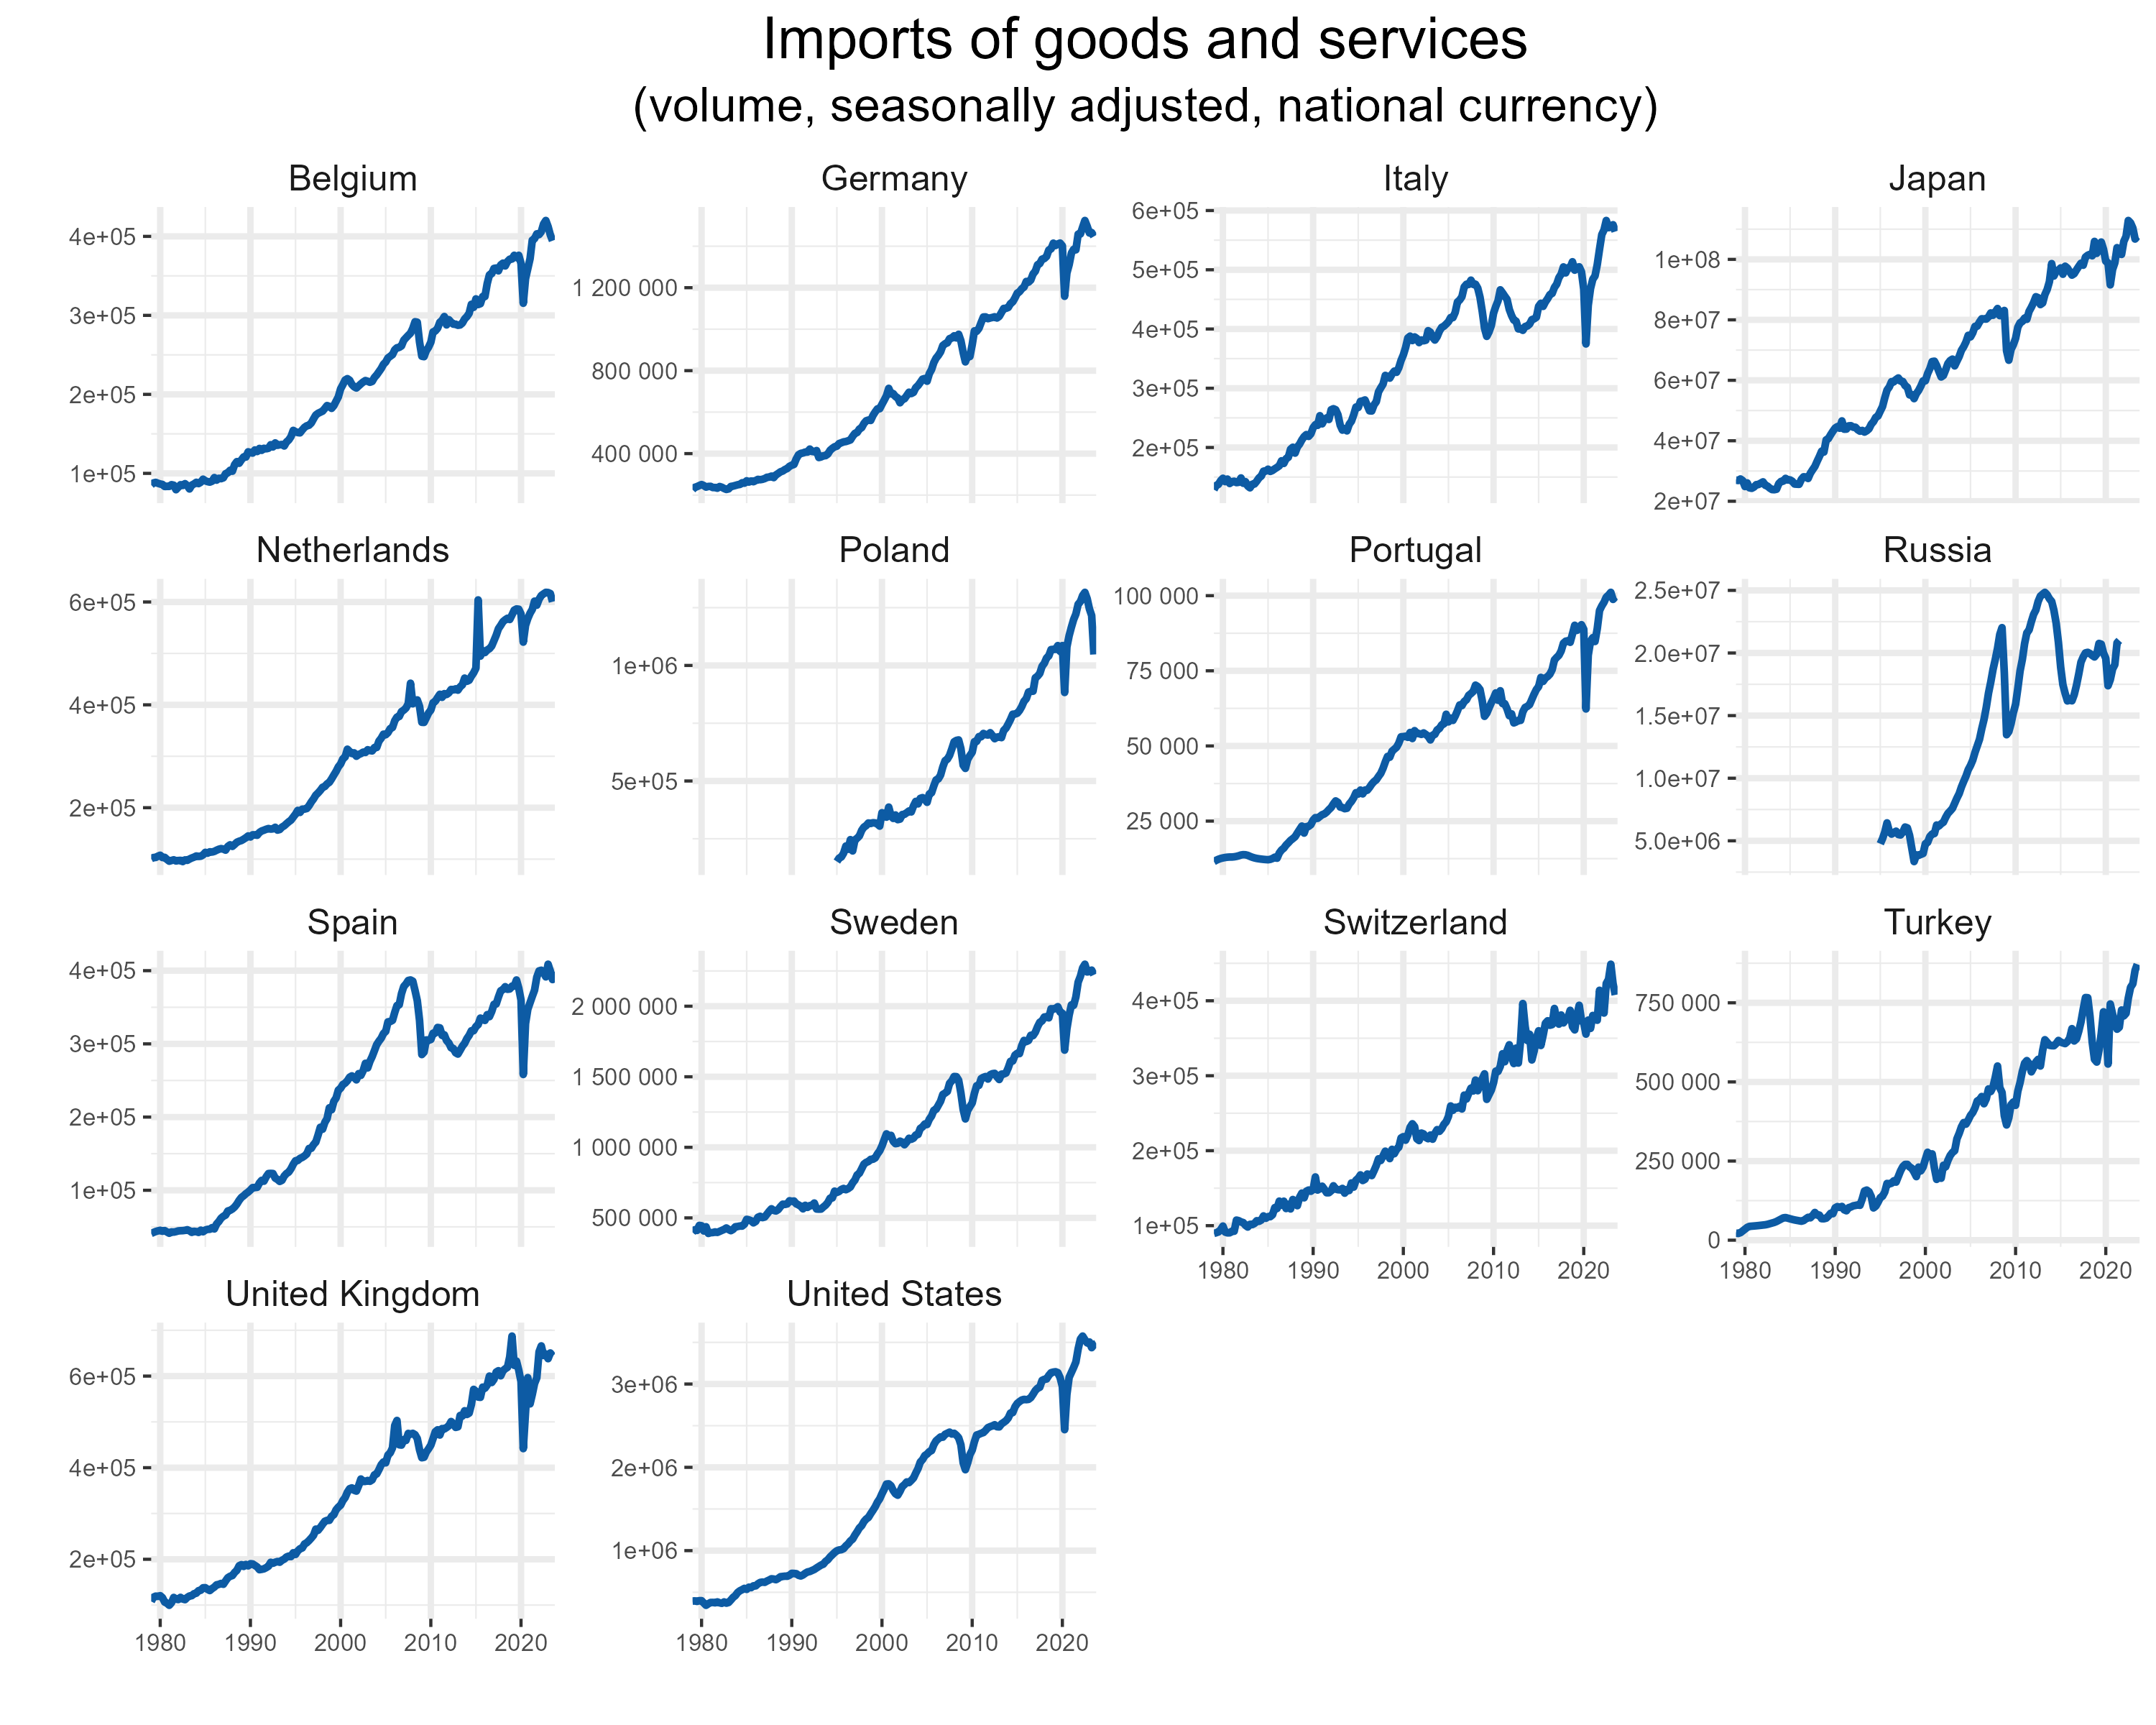 Imports of goods and services
(volume, seasonally adjusted, national currency)
Belgium
4e+05
3e+05
2e+05
1e+05
Germany
1 200 000
800 000
400 000
Italy
6e+05
5e+05
4e+05
3e+05
2e+05
Japan
1e+08
8e+07
6e+07
4e+07
2e+07
Netherlands
6e+05
4e+05
2e+05
Poland
1e+06
5e+05
Portugal
100 000
75 000
50 000
25 000
Russia
2.5e+07
2.0e+07
1.5e+07
1.0e+07
5.0e+06
Spain
4e+05
3e+05
2e+05
1e+05
Sweden
2 000 000
1 500 000
1 000 000
500 000
Switzerland
4e+05
3e+05
2e+05
1e+05
1980 1990 2000 2010 2020
Turkey
750 000
500 000
250 000
0
1980 1990 2000 2010 2020
United Kingdom
6e+05
4e+05
2e+05
1980 1990 2000 2010 2020
United States
3e+06
2e+06
1e+06
1980 1990 2000 2010 2020